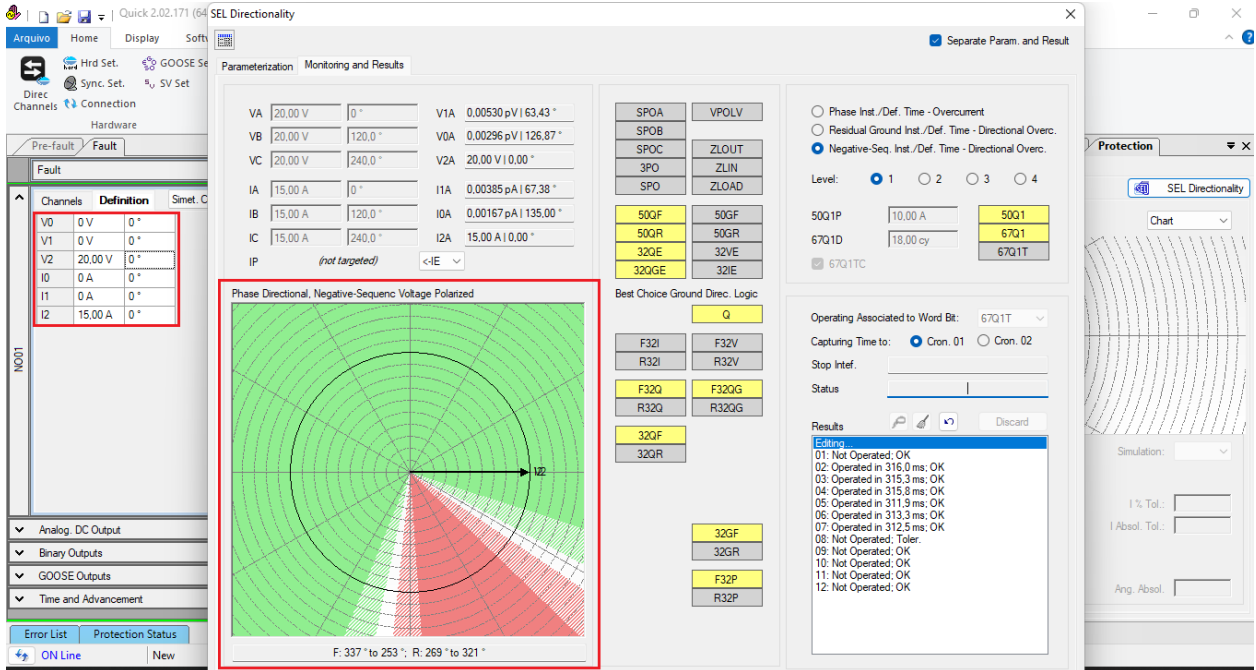 Quick 2.02.171 (64
SEL Directionality
Arquivo Home Display Softw
Separate Param. and Result
Hrd Set. GOOSE Se
Sync. Set. SV Set
Direc
Channels
Connection
Hardware
Parameterization Monitoring and Results
Pre-fault Fault
Fault
Channels Definition Simet. C
V0 0 V 0 °
V1 0 V 0 °
V2 20,00 V 0 °
I0 0 A 0 °
I1 0 A 0 °
I2 15,00 A 0 °
NO01
Analog. DC Output
Binary Outputs
GOOSE Outputs
Time and Advancement
Error List Protection Status
ON Line New
VA 20,00 V 0 ° V1A 0,00530 pV | 63,43 °
VB 20,00 V 120,0 ° V0A 0,00296 pV | 126,87 °
VC 20,00 V 240,0 ° V2A 20,00 V | 0,00 °
IA 15,00 A 0 ° I1A 0,00385 pA | 67,38 °
IB 15,00 A 120,0 ° I0A 0,00167 pA | 135,00 °
IC 15,00 A 240,0 ° I2A 15,00 A | 0,00 °
IP (not targeted) <-IE
Phase Directional, Negative-Sequenc Voltage Polarized
F: 337 ° to 253 °; R: 269 ° to 321 °
SPOA VPOLV
SPOB
SPOC ZLOUT
3PO ZLIN
SPO ZLOAD
50QF 50GF
50QR 50GR
32QE 32VE
32QGE 32IE
Best Choice Ground Direc. Logic
Q
F32I F32V
R32I R32V
F32Q F32QG
R32Q R32QG
32QF
32QR
32GF
32GR
F32P
R32P
Phase Inst./Def. Time - Overcurrent
Residual Ground Inst./Def. Time - Directional Overc.
Negative-Seq. Inst./Def. Time - Directional Overc.
Level: 1 2 3 4
50Q1P 10,00 A 50Q1
67Q1D 18,00 cy 67Q1
67Q1TC 67Q1T
Operating Associated to Word Bit: 67Q1T
Capturing Time to: Cron. 01 Cron. 02
Stop Intef.
Status
Results Discard
Editing...
01: Not Operated; OK
02: Operated in 316,0 ms; OK
03: Operated in 315,3 ms; OK
04: Operated in 315,8 ms; OK
05: Operated in 311,9 ms; OK
06: Operated in 313,3 ms; OK
07: Operated in 312,5 ms; OK
08: Not Operated; Toler.
09: Not Operated; OK
10: Not Operated; OK
11: Not Operated; OK
12: Not Operated; OK
Protection
SEL Directionality
Chart
Simulation:
I % Tol.:
I Absol. Tol.:
Ang. Absol.